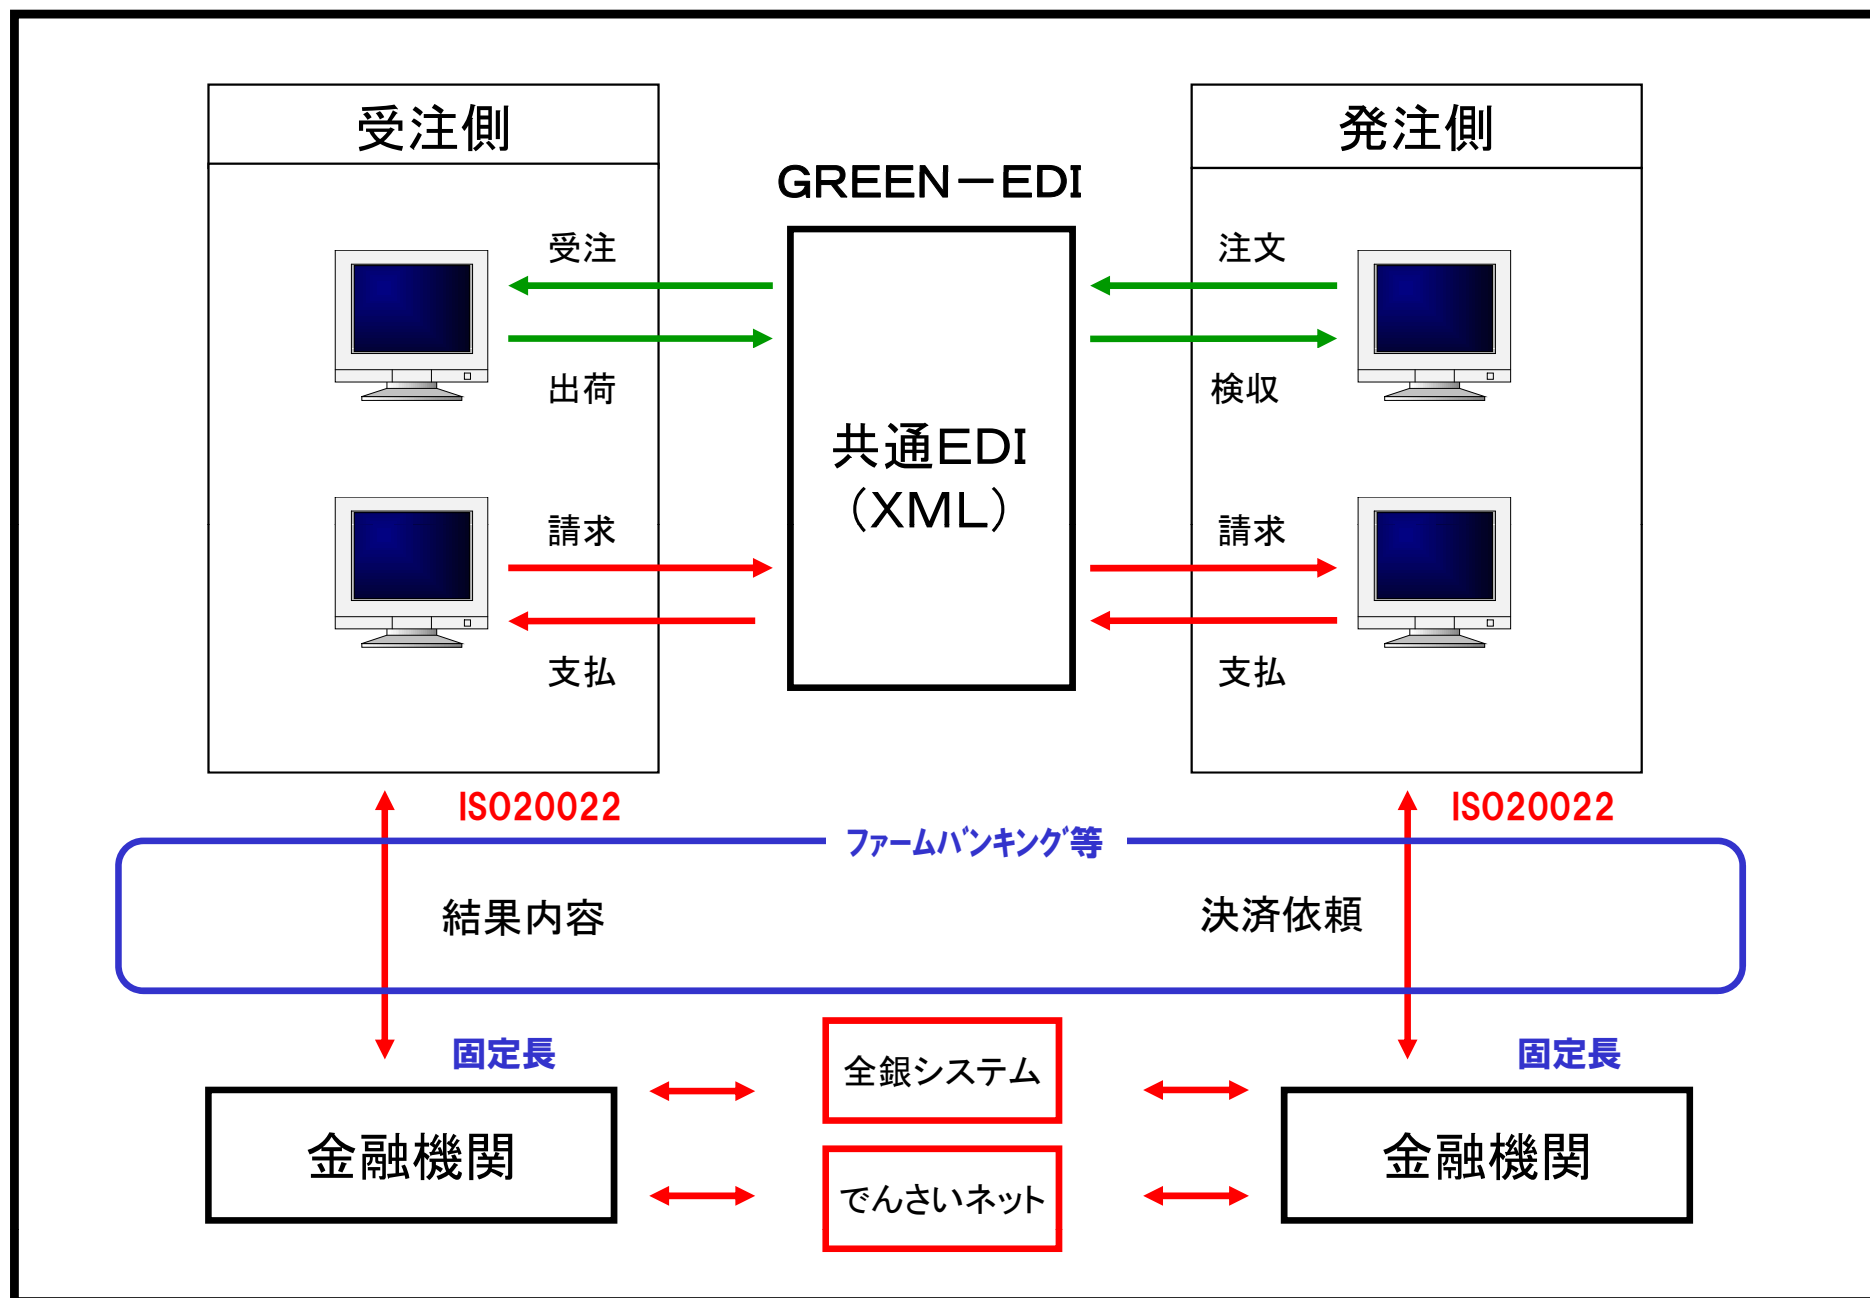 受注側
発注側
GREEN－EDI
受注
注文
出荷
検収
共通EDI
（XML）
請求
請求
支払
支払
ISO20022
ISO20022
ファームバンキング等
結果内容
決済依頼
固定長
固定長
全銀システム
金融機関
金融機関
でんさいネット